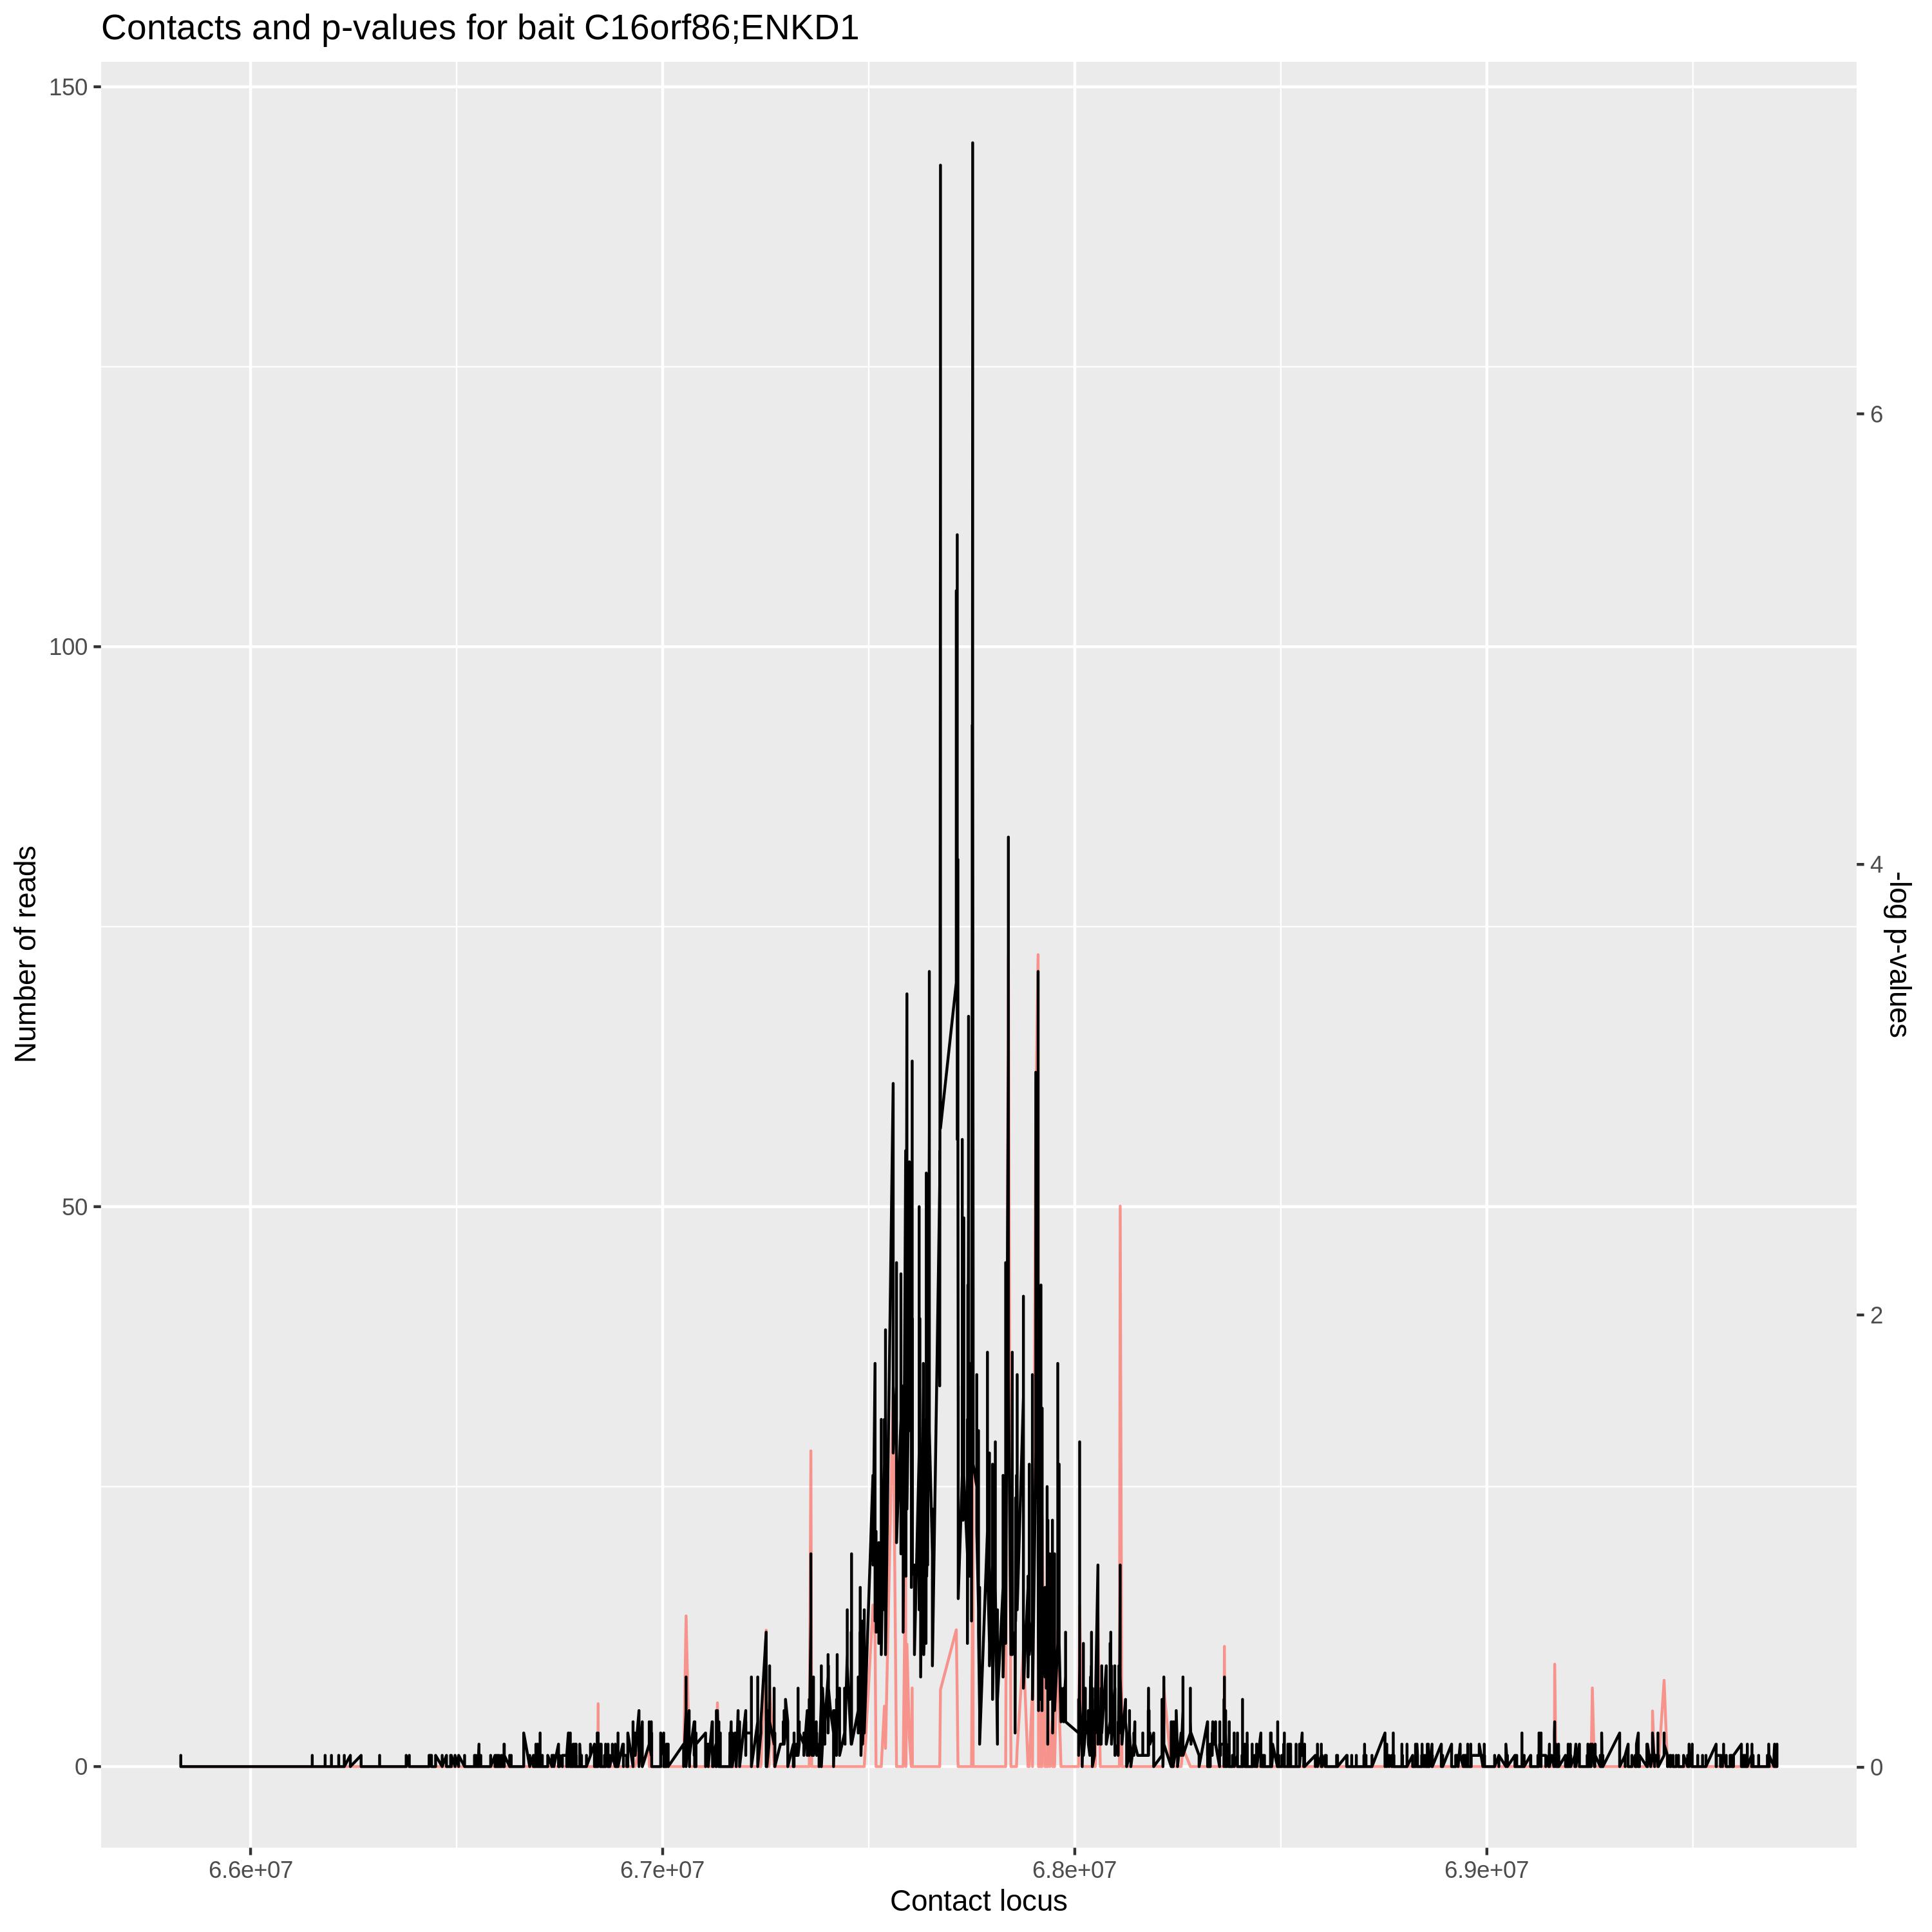 Contacts and p-values for bait C16orf86;ENKD1
150
100
50
0
Number of reads
6
4
2
0
-log p-values
6.6e+07
6.7e+07
6.8e+07
6.9e+07
Contact locus